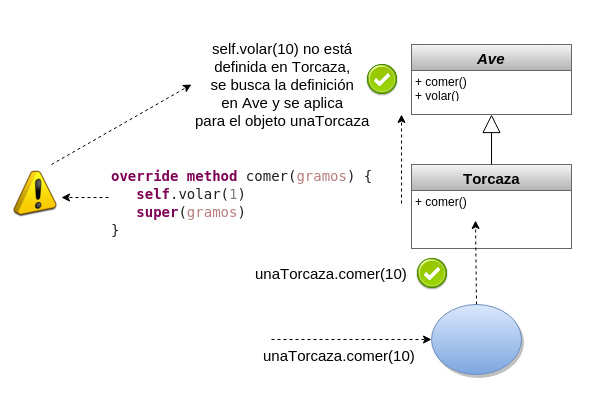 self.volar(10) no está
definida en Torcaza,
se busca la definición
en Ave y se aplica
para el objeto unaTorcaza
Ave
+ comer()
+ volar()
override method comer(gramos) {
self.volar(1)
super(gramos)
}
Torcaza
+ comer()
unaTorcaza.comer(10)
unaTorcaza.comer(10)